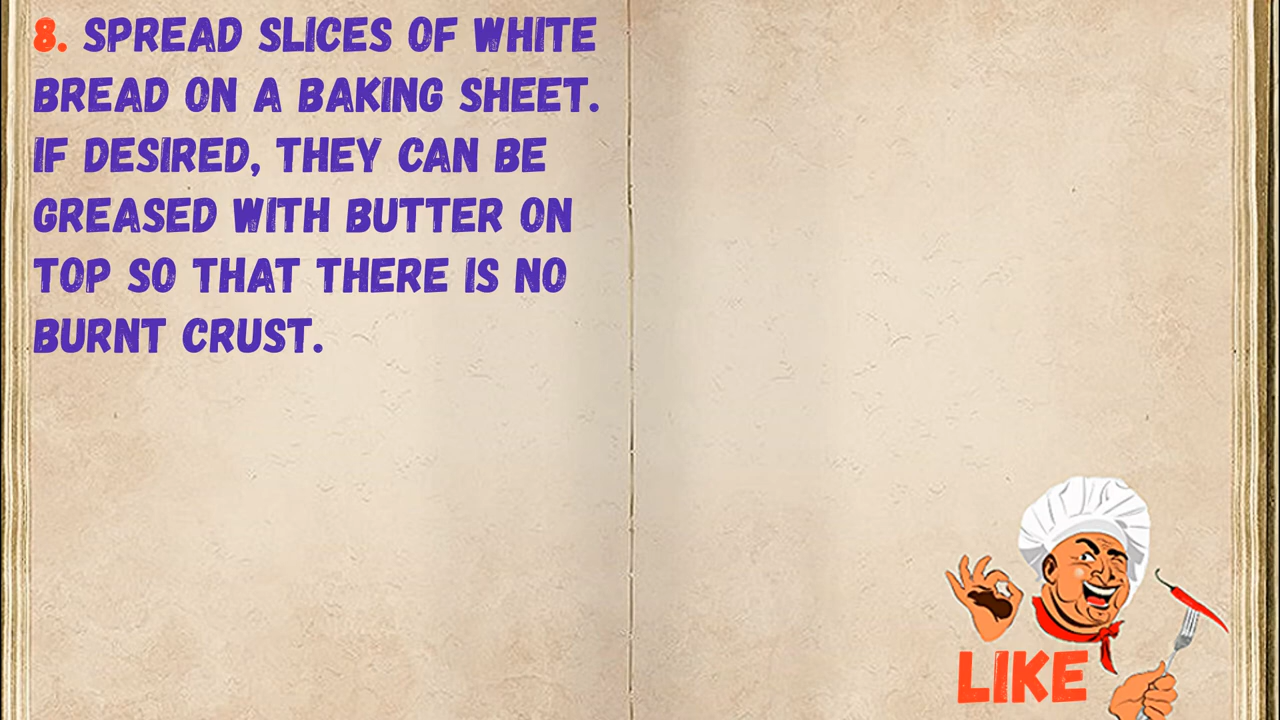 8. SPREAD SLICES OF WHITE
BREAD ON A BAKING SHEET.
IF DESIRED, THEY CAN BE
GREASED WITH BUTTER ON
TOP SO THAT THERE IS NO
BURNT CRUST.
LIKE